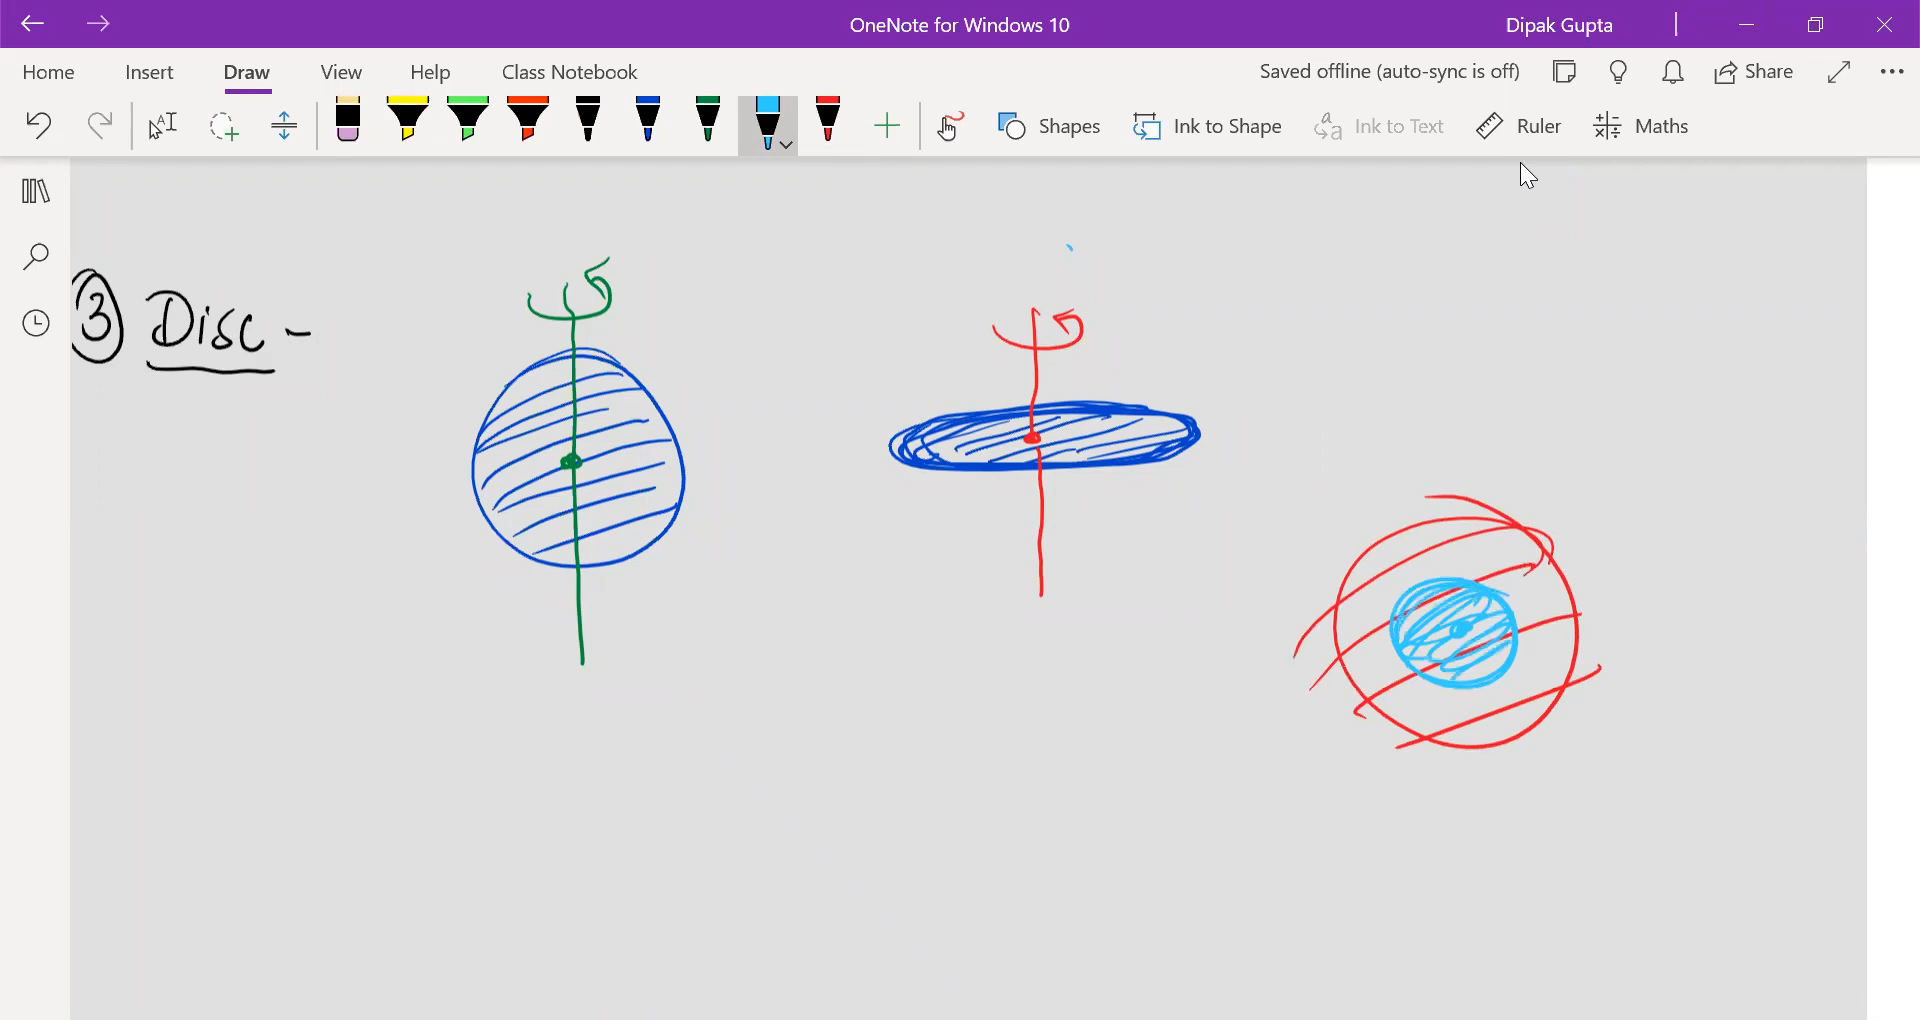 OneNote for Windows 10
Dipak Gupta
Home Insert Draw View Help Class Notebook
Saved offline (auto-sync is off) Share
AI Shapes Ink to Shape Ink to Text Ruler Maths
③ Disc -